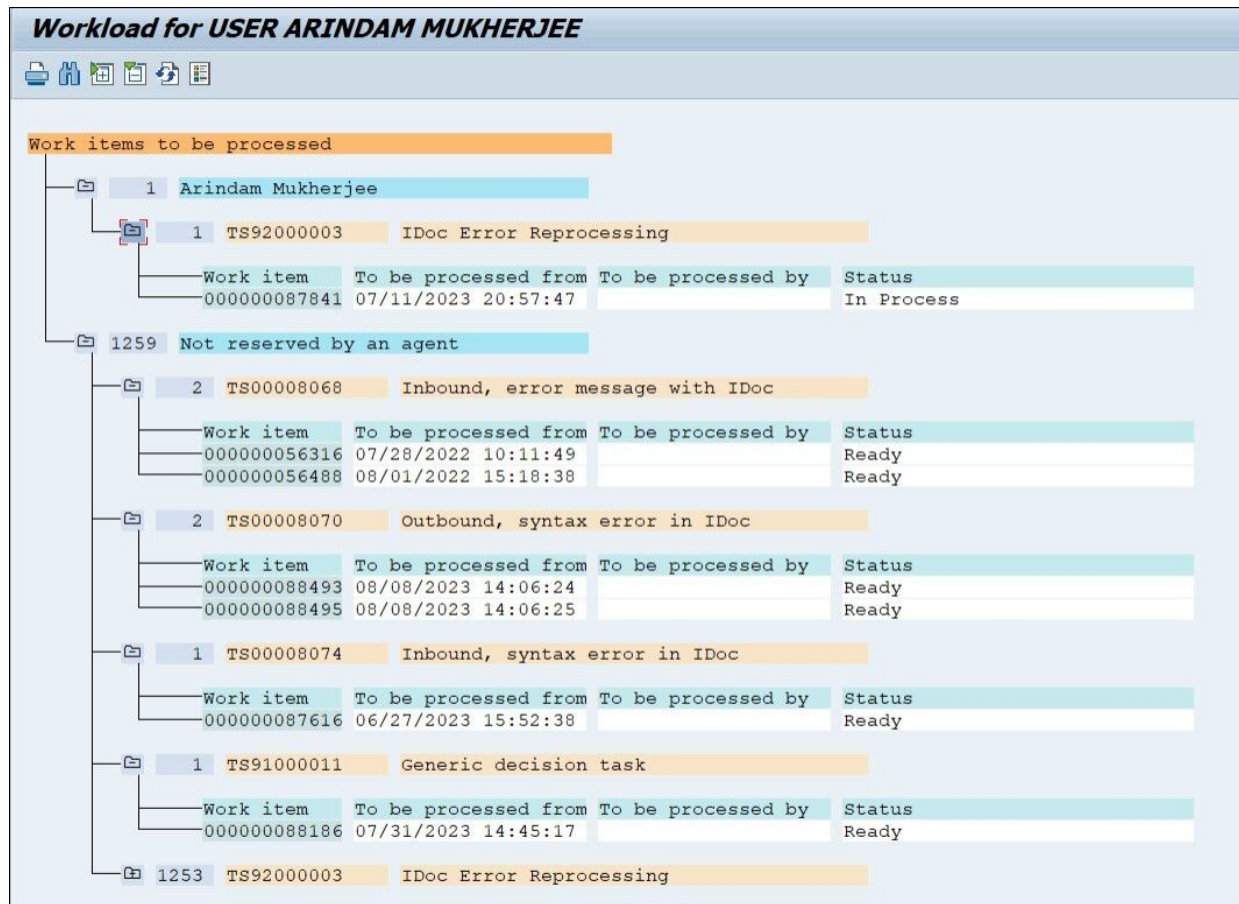 Workload for USER ARINDAM MUKHERJEE
Work items to be processed
1 Arindam Mukherjee
1 TS92000003 IDoc Error Reprocessing
Work item To be processed from To be processed by Status
000000087841 07/11/2023 20:57:47 In Process
1259 Not reserved by an agent
2 TS00008068 Inbound, error message with IDoc
Work item To be processed from To be processed by Status
000000056316 07/28/2022 10:11:49 Ready
000000056488 08/01/2022 15:18:38 Ready
2 TS00008070 Outbound, syntax error in IDoc
Work item To be processed from To be processed by Status
000000088493 08/08/2023 14:06:24 Ready
000000088495 08/08/2023 14:06:25 Ready
1 TS00008074 Inbound, syntax error in IDoc
Work item To be processed from To be processed by Status
000000087616 06/27/2023 15:52:38 Ready
1 TS91000011 Generic decision task
Work item To be processed from To be processed by Status
000000088186 07/31/2023 14:45:17 Ready
1253 TS92000003 IDoc Error Reprocessing